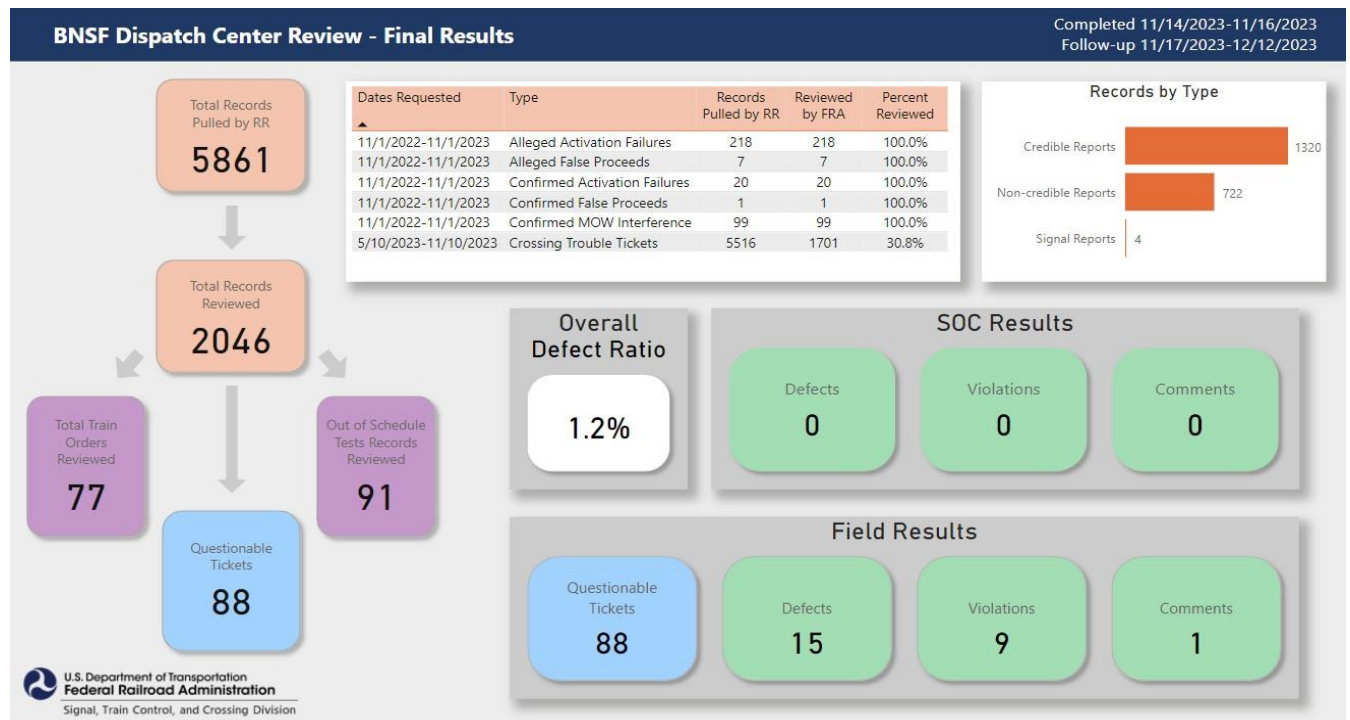 BNSF Dispatch Center Review - Final Results
Completed 11/14/2023-11/16/2023
Follow-up 11/17/2023-12/12/2023
Total Records
Pulled by RR
5861
Total Records
Reviewed
2046
Total Train
Orders
Reviewed
77
Out of Schedule
Tests Records
Reviewed
91
Questionable
Tickets
88
Dates Requested Type Records Pulled by RR Reviewed by FRA Percent Reviewed
11/1/2022-11/1/2023 Alleged Activation Failures 218 218 100.0%
11/1/2022-11/1/2023 Alleged False Proceeds 7 7 100.0%
11/1/2022-11/1/2023 Confirmed Activation Failures 20 20 100.0%
11/1/2022-11/1/2023 Confirmed False Proceeds 1 1 100.0%
11/1/2022-11/1/2023 Confirmed MOW Interference 99 99 100.0%
5/10/2023-11/10/2023 Crossing Trouble Tickets 5516 1701 30.8%
Records by Type
Credible Reports 1320
Non-credible Reports 722
Signal Reports 4
Overall
Defect Ratio
1.2%
SOC Results
Defects
0
Violations
0
Comments
0
Field Results
Questionable
Tickets
88
Defects
15
Violations
9
Comments
1
U.S. Department of Transportation
Federal Railroad Administration
Signal, Train Control, and Crossing Division